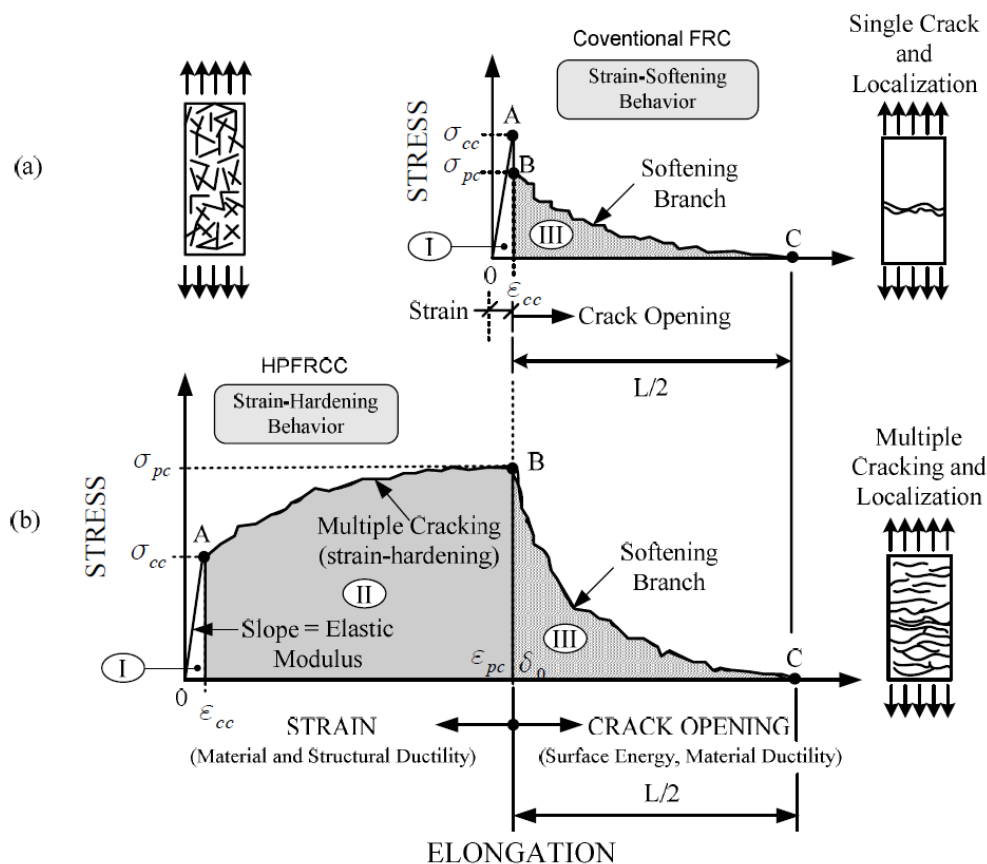 (a)
Coventional FRC
Strain-Softening
Behavior
Single Crack
and
Localization
STRESS
σcc
σpc
A
B
Softening
Branch
I
III
C
0
εcc
Strain
Crack Opening
L/2
HPFRCC
Strain-Hardening
Behavior
(b)
STRESS
σpc
σcc
A
B
Multiple Cracking
(strain-hardening)
II
Slope = Elastic
Modulus
I
Softening
Branch
III
C
Multiple
Cracking and
Localization
0
εcc
εpc
δ0
STRAIN
(Material and Structural Ductility)
CRACK OPENING
(Surface Energy, Material Ductility)
L/2
ELONGATION